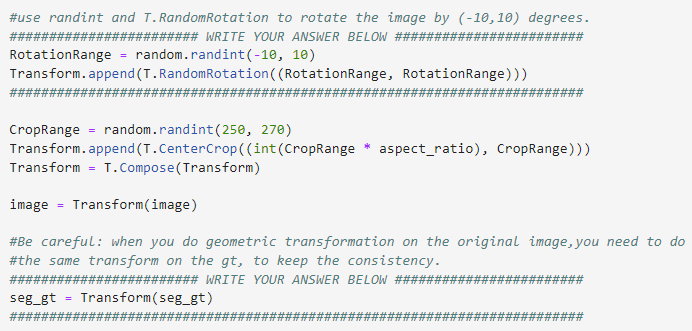 #use randint and T.RandomRotation to rotate the image by (-10,10) degrees.
######################## WRITE YOUR ANSWER BELOW ########################
RotationRange = random.randint(-10, 10)
Transform.append(T.RandomRotation((RotationRange, RotationRange)))
#########################################################################
CropRange = random.randint(250, 270)
Transform.append(T.CenterCrop((int(CropRange * aspect_ratio), CropRange)))
Transform = T.Compose(Transform)
image = Transform(image)
#Be careful: when you do geometric transformation on the original image,you need to do
#the same transform on the gt, to keep the consistency.
######################## WRITE YOUR ANSWER BELOW ########################
seg_gt = Transform(seg_gt)
#########################################################################